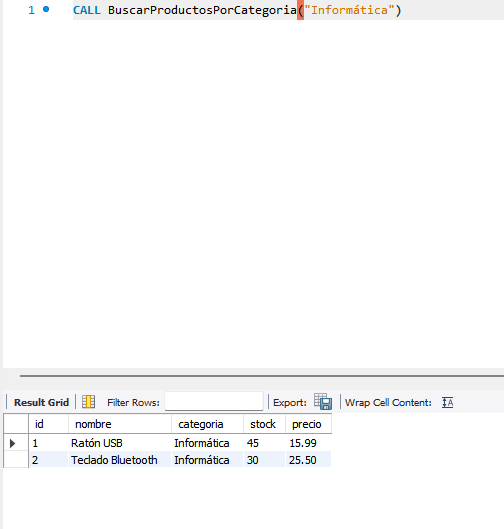 1 CALL BuscarProductosPorCategoria("Informática")
Result Grid Filter Rows: Export: Wrap Cell Content: IA
id nombre categoria stock precio
1 Ratón USB Informática 45 15.99
2 Teclado Bluetooth Informática 30 25.50